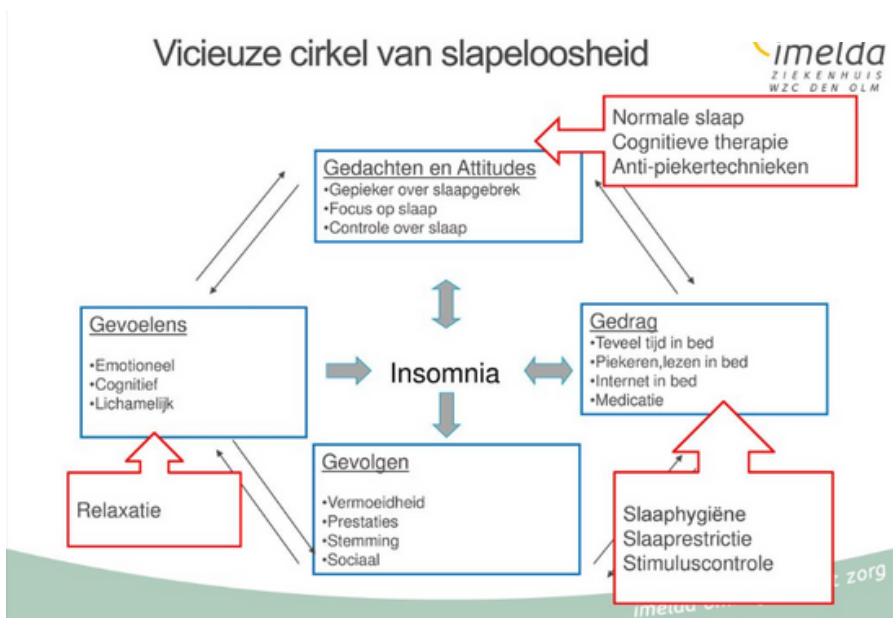 Vicieuze cirkel van slapeloosheid
imelda
ZIEKENHUIS
WZC DEN OLM
Normale slaap
Cognitieve therapie
Anti-piekertechnieken
Gedachten en Attitudes
•Gepieker over slaapgebrek
•Focus op slaap
•Controle over slaap
Gevoelens
•Emotioneel
•Cognitief
•Lichamelijk
Insomnia
Gedrag
•Teveel tijd in bed
•Piekeren,lezen in bed
•Internet in bed
•Medicatie
Relaxatie
Gevolgen
•Vermoeidheid
•Prestaties
•Stemming
•Sociaal
Slaaphygiëne
Slaaprestrictie
Stimuluscontrole
imelda zorg